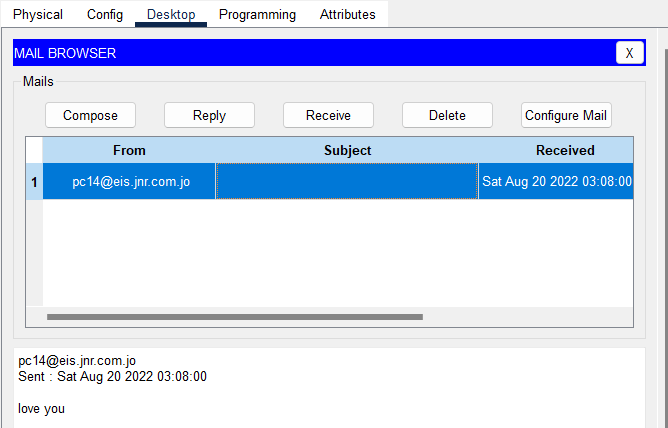 Physical Config Desktop Programming Attributes
MAIL BROWSER X
Mails
Compose Reply Receive Delete Configure Mail
From Subject Received
1 pc14@eis.jnr.com.jo Sat Aug 20 2022 03:08:00
pc14@eis.jnr.com.jo
Sent : Sat Aug 20 2022 03:08:00
love you